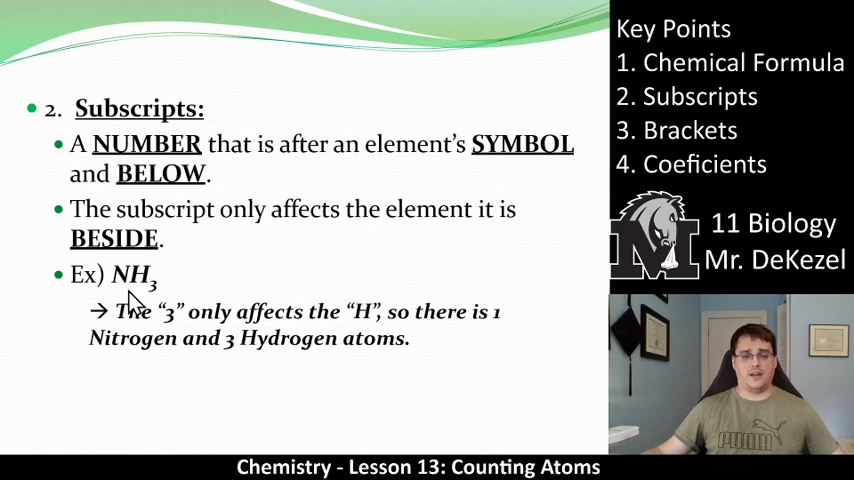 2. Subscripts:
A NUMBER that is after an element's SYMBOL
and BELOW.
The subscript only affects the element it is
BESIDE.
Ex) NH₃
→ The "3" only affects the "H", so there is 1
Nitrogen and 3 Hydrogen atoms.
Key Points
1. Chemical Formula
2. Subscripts
3. Brackets
4. Coeficients
M
11 Biology
Mr. DeKezel
PUMA
Chemistry - Lesson 13: Counting Atoms